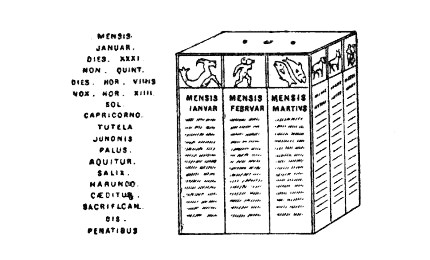 MENSIS
JANUAR.
DIES. XXXI
NON. QUINT.
DIES. HOR. VIIIIS
NOX. HOR. XIIII.
SOL
CAPRICORNO.
TUTELA
JUNONIS
PALUS.
AQUITUR.
SALIX.
HARUNDO.
CÆDITUR.
SACRIFICAN.
DIS.
PENATIBUS
MENSIS IANVAR
MENSIS FEBRVAR
MENSIS MARTIVS